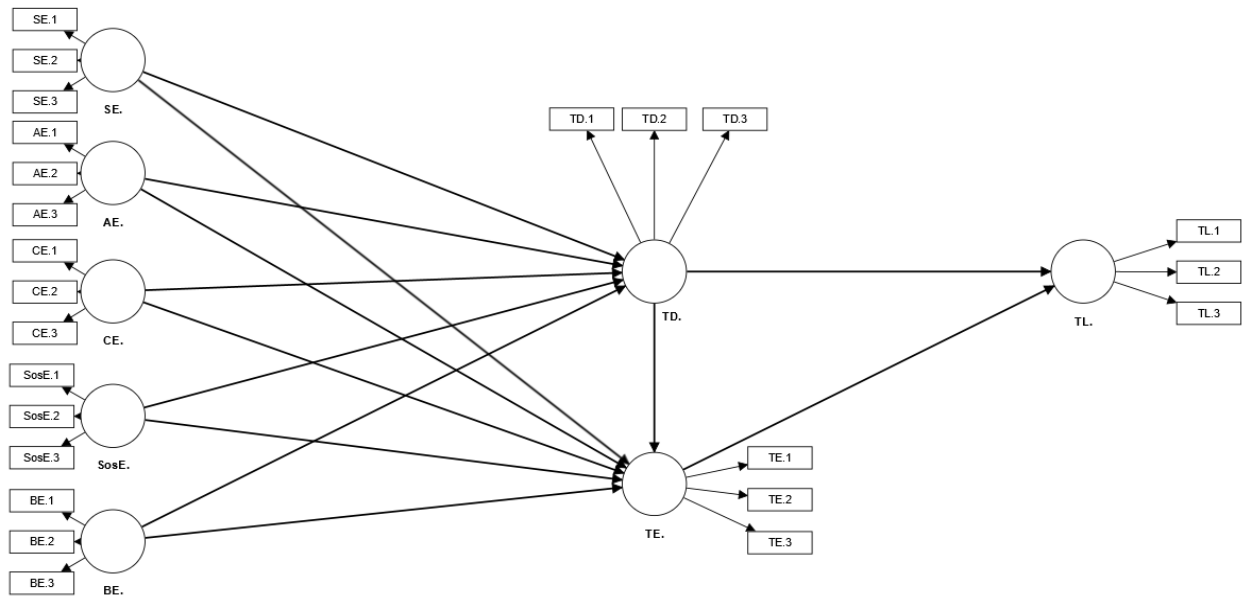 SE.1
SE.2
SE.3
SE.
AE.1
AE.2
AE.3
AE.
CE.1
CE.2
CE.3
CE.
SosE.1
SosE.2
SosE.3
SosE.
BE.1
BE.2
BE.3
BE.
TD.1 TD.2 TD.3
TD.
TE.1
TE.2
TE.3
TE.
TL.1
TL.2
TL.3
TL.